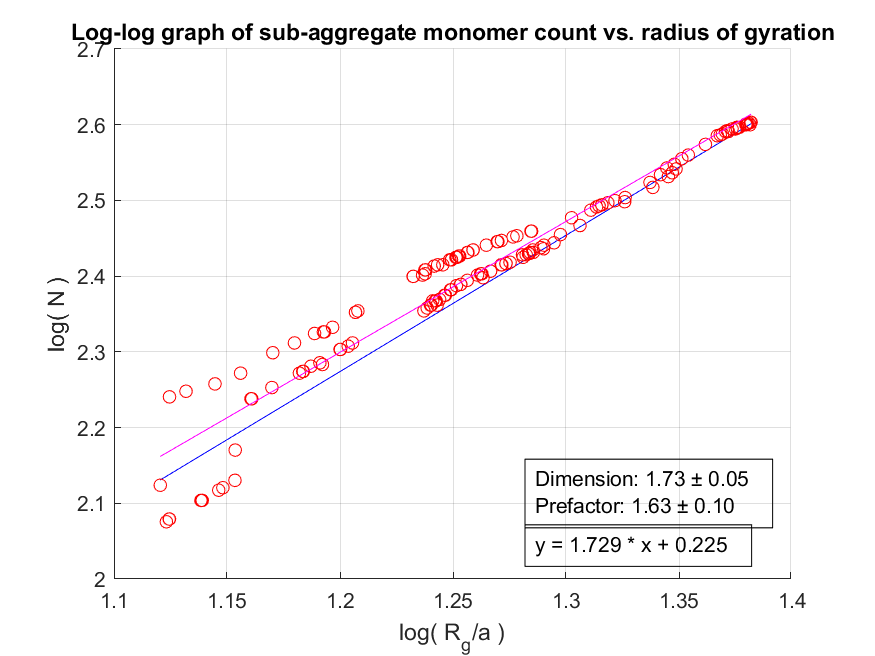 Log-log graph of sub-aggregate monomer count vs. radius of gyration
2.7
2.6
2.5
2.4
2.3
2.2
2.1
2
log( N )
Dimension: 1.73 ± 0.05
Prefactor: 1.63 ± 0.10
y = 1.729 * x + 0.225
1.1 1.15 1.2 1.25 1.3 1.35 1.4
log( R_g/a )